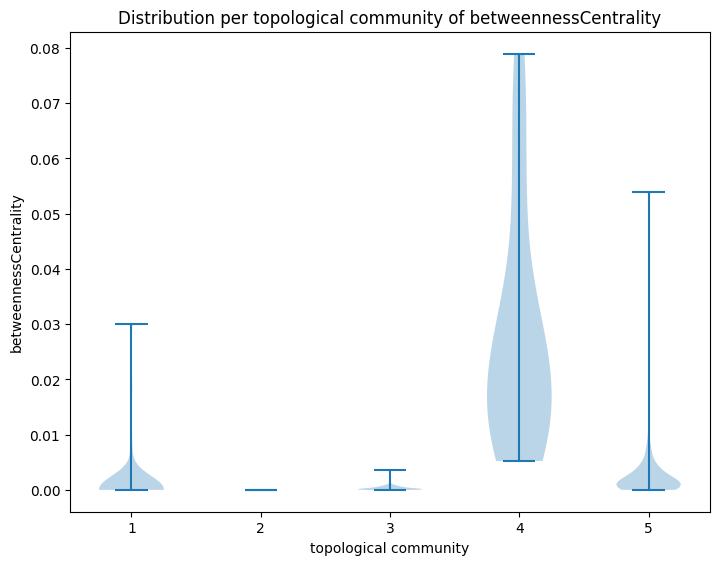 Distribution per topological community of betweennessCentrality
betweennessCentrality
0.08
0.07
0.06
0.05
0.04
0.03
0.02
0.01
0.00
1 2 3 4 5
topological community